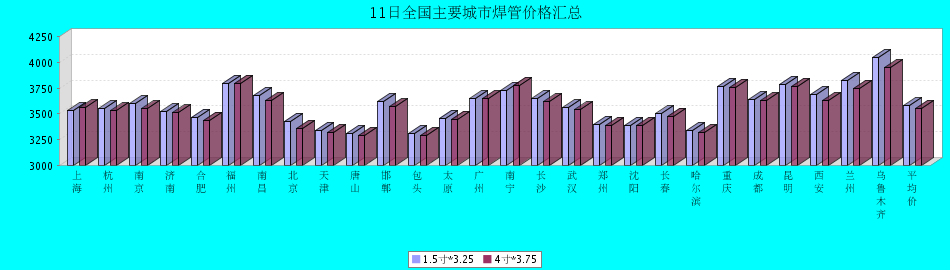 11日全国主要城市焊管价格汇总
4250
4000
3750
3500
3250
3000
上海
杭州
南京
济南
合肥
福州
南昌
北京
天津
唐山
邯郸
包头
太原
广州
南宁
长沙
武汉
郑州
沈阳
长春
哈尔滨
重庆
成都
昆明
西安
兰州
乌鲁木齐
平均价
1.5寸*3.25
4寸*3.75